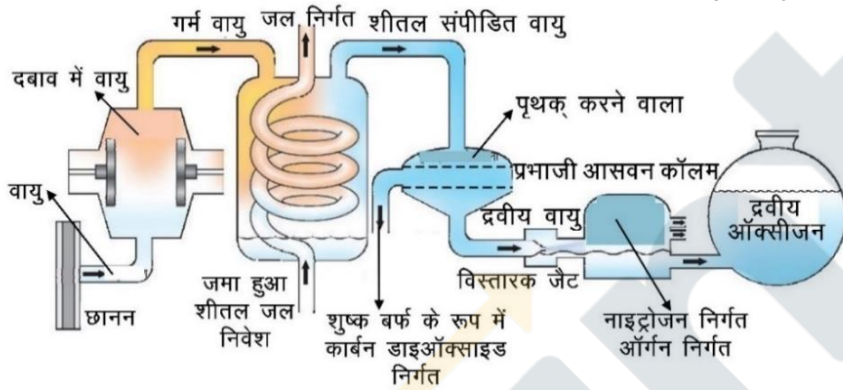 गर्म वायु
जल निर्गत
शीतल संपीडित वायु
दबाव में वायु
पृथक् करने वाला
प्रभाजी आसवन कॉलम
वायु
द्रवीय वायु
द्रवीय
ऑक्सीजन
विस्तारक जैट
जमा हुआ
शीतल जल
निवेश
छानन
शुष्क बर्फ के रूप में
कार्बन डाइऑक्साइड
निर्गत
नाइट्रोजन निर्गत
ऑर्गन निर्गत